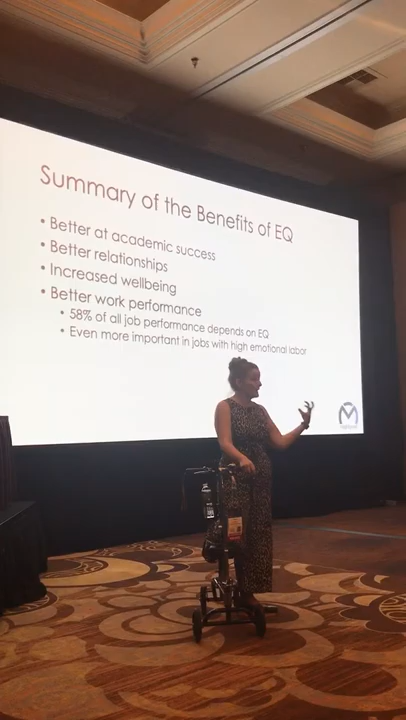 Summary of the Benefits of EQ
• Better at academic success
• Better relationships
• Increased wellbeing
• Better work performance
• 58% of all job performance depends on EQ
• Even more important in jobs with high emotional labor